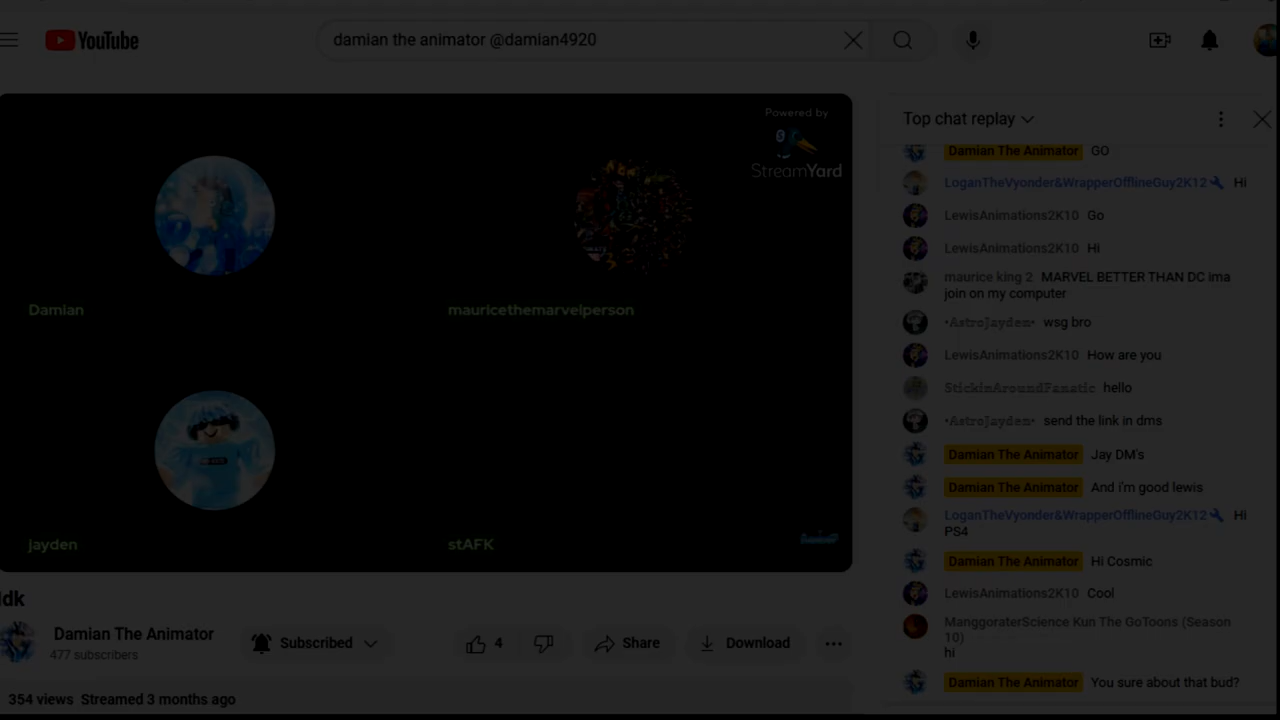 YouTube
damian the animator @damian4920
Powered by
StreamYard
Damian
mauricethemarvelperson
jayden
stAFK
Idk
Damian The Animator
477 subscribers
Subscribed
4
Share
Download
354 views Streamed 3 months ago
Top chat replay
Damian The Animator GO
LoganTheVyonder&WrapperOfflineGuy2K12 Hi
LewisAnimations2K10 Go
LewisAnimations2K10 Hi
maurice king 2 MARVEL BETTER THAN DC ima
join on my computer
•AstroJayden• wsg bro
LewisAnimations2K10 How are you
StickinAroundFanatic hello
•AstroJayden• send the link in dms
Damian The Animator Jay DM's
Damian The Animator And i'm good lewis
LoganTheVyonder&WrapperOfflineGuy2K12 Hi
PS4
Damian The Animator Hi Cosmic
LewisAnimations2K10 Cool
ManggoraterScience Kun The GoToons (Season
10)
hi
Damian The Animator You sure about that bud?